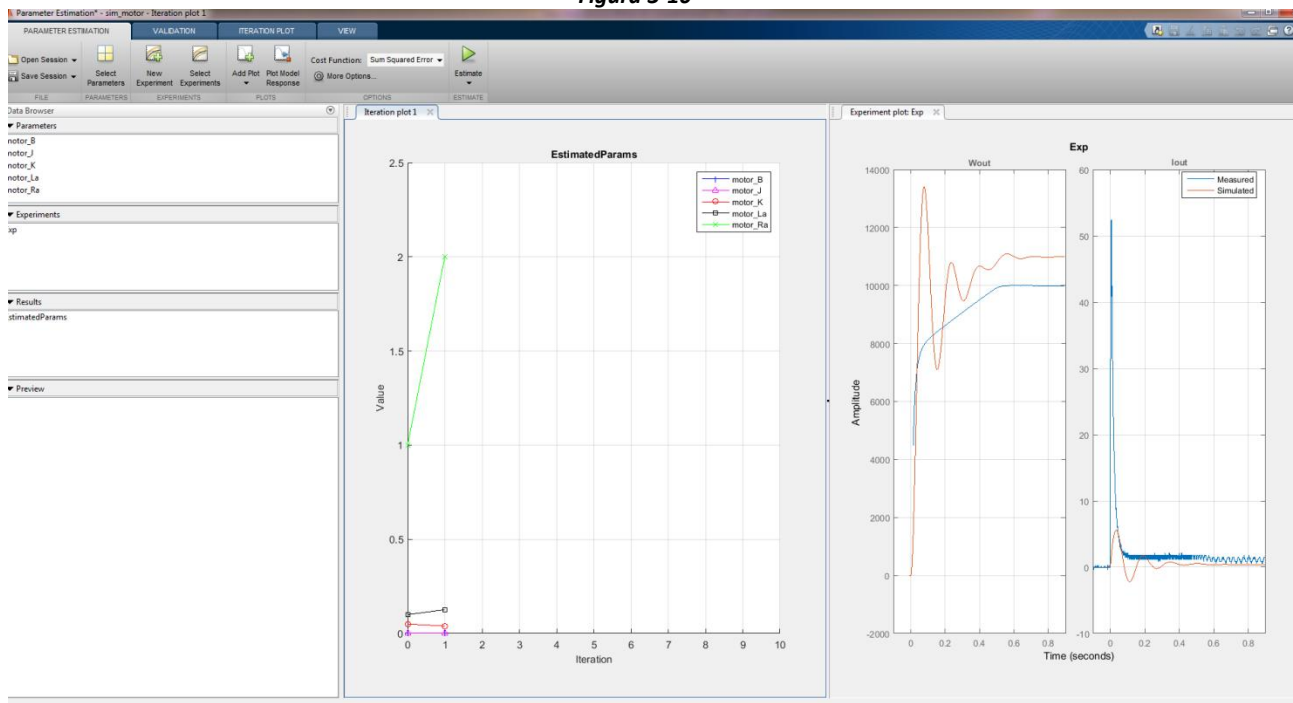 Figura 3-10
Parameter Estimation* - sim_motor - Iteration plot 1
PARAMETER ESTIMATION VALIDATION ITERATION PLOT VIEW
Open Session
Save Session
Select Parameters
New Experiment
Select Experiments
Add Plot
Plot Model Response
Cost Function: Sum Squared Error
More Options...
Estimate
FILE PARAMETERS EXPERIMENTS PLOTS OPTIONS ESTIMATE
Data Browser
Parameters
motor_B
motor_J
motor_K
motor_La
motor_Ra
Experiments
Exp
Results
EstimatedParams
Preview
Iteration plot 1
EstimatedParams
2.5
2
1.5
1
0.5
0
Value
0 1 2 3 4 5 6 7 8 9 10
Iteration
motor_B
motor_J
motor_K
motor_La
motor_Ra
Experiment plot: Exp
Exp
Wout
Iout
14000
12000
10000
8000
6000
4000
2000
0
-2000
Amplitude
0 0.2 0.4 0.6 0.8
60
50
40
30
20
10
0
-10
0 0.2 0.4 0.6 0.8
Time (seconds)
Measured
Simulated